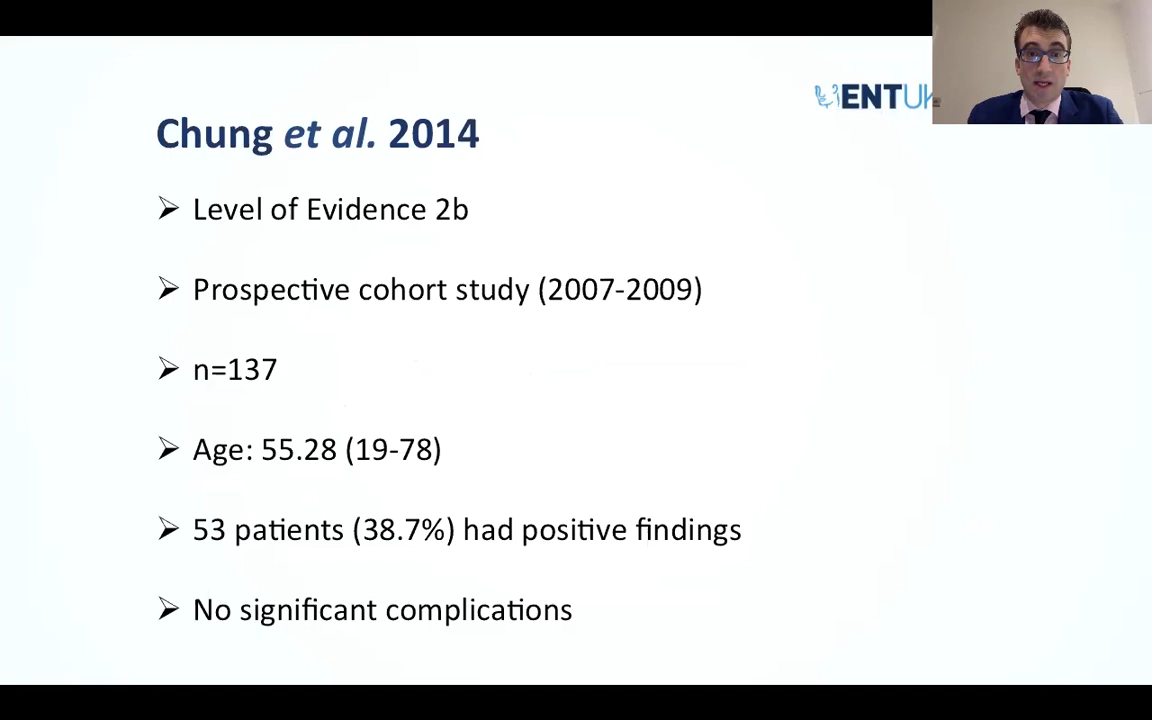 ENTUK
Chung et al. 2014
➢ Level of Evidence 2b
➢ Prospective cohort study (2007-2009)
➢ n=137
➢ Age: 55.28 (19-78)
➢ 53 patients (38.7%) had positive findings
➢ No significant complications